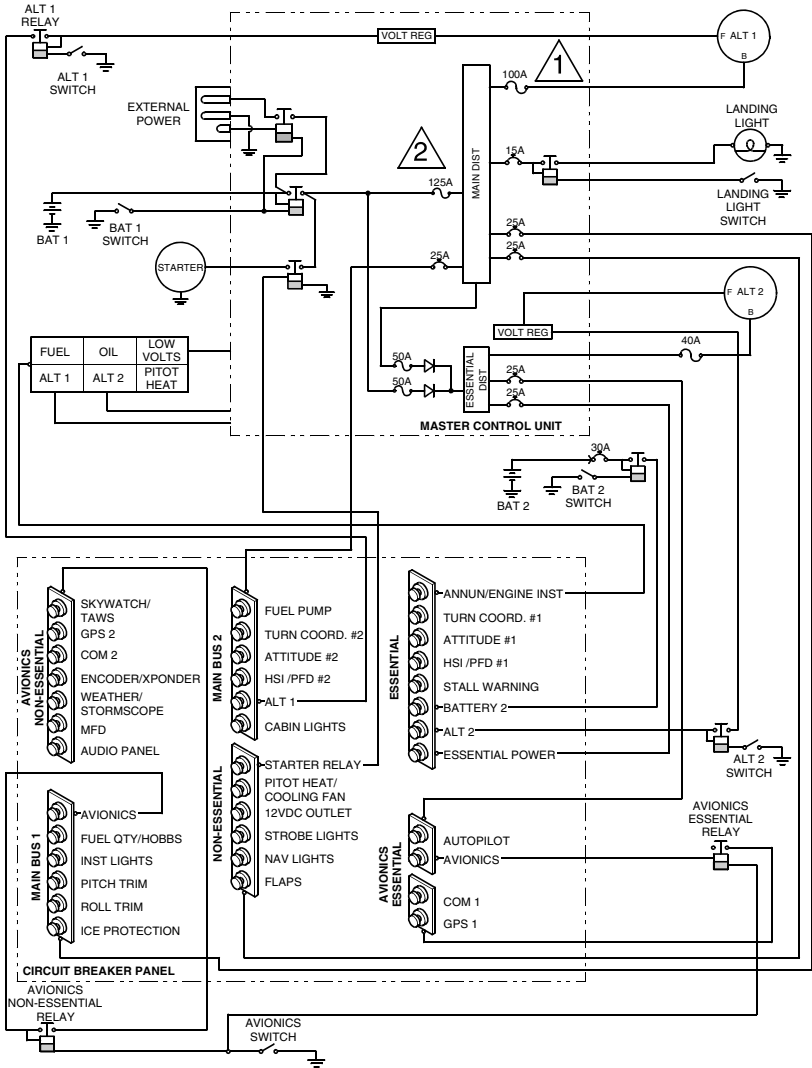 ALT 1
RELAY
VOLT REG
F
ALT 1
B
ALT 1
SWITCH
100A
1
EXTERNAL
POWER
LANDING
LIGHT
2
MAIN DIST
15A
125A
BAT 1
BAT 1
SWITCH
LANDING
LIGHT
SWITCH
25A
25A
25A
STARTER
F
ALT 2
B
VOLT REG
FUEL
OIL
LOW
VOLTS
ALT 1
ALT 2
PITOT
HEAT
50A
50A
ESSENTIAL
DIST
40A
25A
25A
MASTER CONTROL UNIT
30A
BAT 2
BAT 2
SWITCH
AVIONICS
NON-ESSENTIAL
SKYWATCH/
TAWS
GPS 2
COM 2
ENCODER/XPONDER
WEATHER/
STORMSCOPE
MFD
AUDIO PANEL
MAIN BUS 2
FUEL PUMP
TURN COORD. #2
ATTITUDE #2
HSI /PFD #2
ALT 1
CABIN LIGHTS
ESSENTIAL
ANNUN/ENGINE INST
TURN COORD. #1
ATTITUDE #1
HSI /PFD #1
STALL WARNING
BATTERY 2
ALT 2
ESSENTIAL POWER
ALT 2
SWITCH
NON-ESSENTIAL
STARTER RELAY
PITOT HEAT/
COOLING FAN
12VDC OUTLET
STROBE LIGHTS
NAV LIGHTS
FLAPS
MAIN BUS 1
AVIONICS
FUEL QTY/HOBBS
INST LIGHTS
PITCH TRIM
ROLL TRIM
ICE PROTECTION
AVIONICS
ESSENTIAL
AUTOPILOT
AVIONICS
COM 1
GPS 1
AVIONICS
ESSENTIAL
RELAY
CIRCUIT BREAKER PANEL
AVIONICS
NON-ESSENTIAL
RELAY
AVIONICS
SWITCH